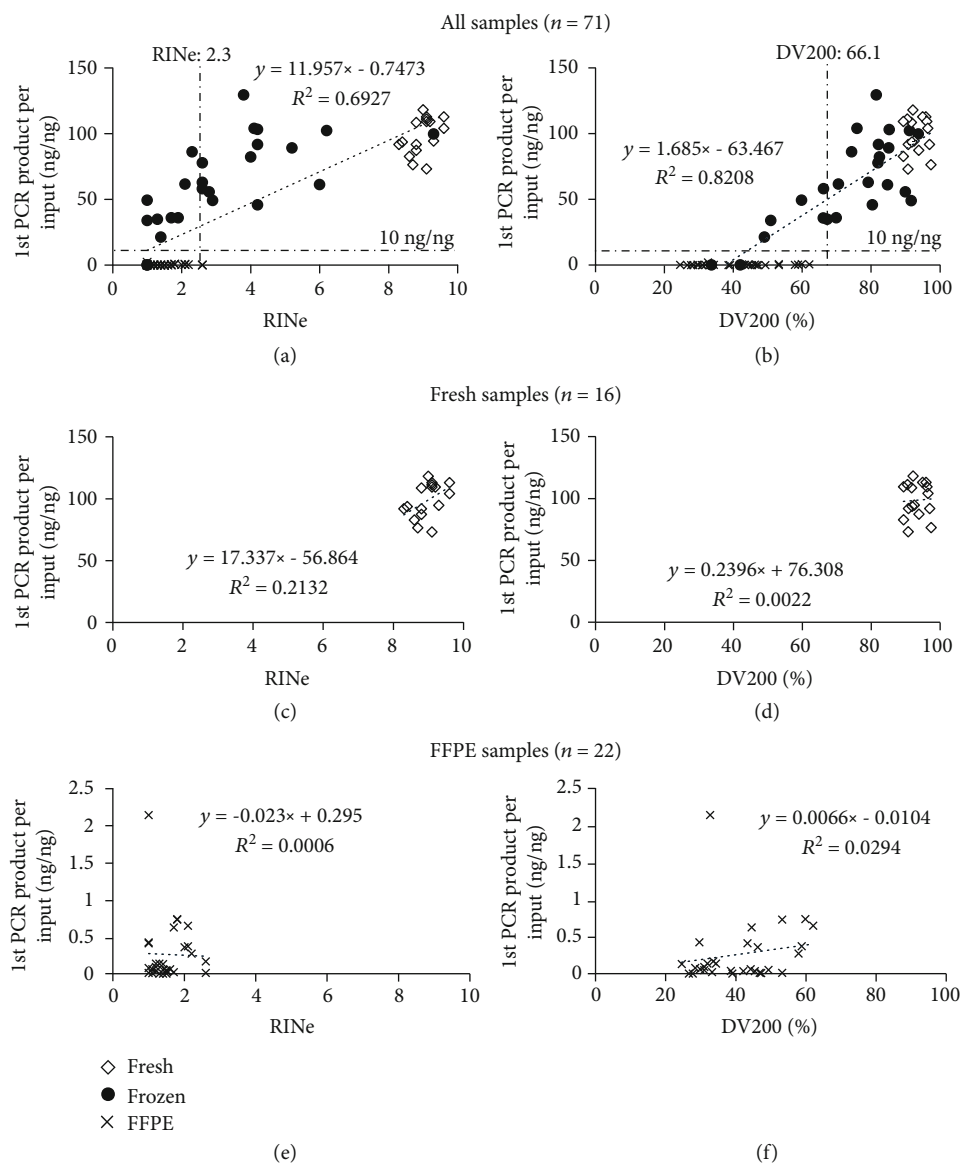 All samples (n = 71)
RINe: 2.3
y = 11.957× - 0.7473
R² = 0.6927
10 ng/ng
1st PCR product per
input (ng/ng)
150
100
50
0
0 2 4 6 8 10
RINe
(a)
DV200: 66.1
y = 1.685× - 63.467
R² = 0.8208
10 ng/ng
1st PCR product per
input (ng/ng)
150
100
50
0
0 20 40 60 80 100
DV200 (%)
(b)
Fresh samples (n = 16)
1st PCR product per
input (ng/ng)
150
100
50
0
y = 17.337× - 56.864
R² = 0.2132
0 2 4 6 8 10
RINe
(c)
1st PCR product per
input (ng/ng)
150
100
50
0
y = 0.2396× + 76.308
R² = 0.0022
0 20 40 60 80 100
DV200 (%)
(d)
FFPE samples (n = 22)
1st PCR product per
input (ng/ng)
2.5
2
1.5
1
0.5
0
y = -0.023× + 0.295
R² = 0.0006
0 2 4 6 8 10
RINe
1st PCR product per
input (ng/ng)
2.5
2
1.5
1
0.5
0
y = 0.0066× - 0.0104
R² = 0.0294
0 20 40 60 80 100
DV200 (%)
Fresh
Frozen
FFPE
(e)
(f)